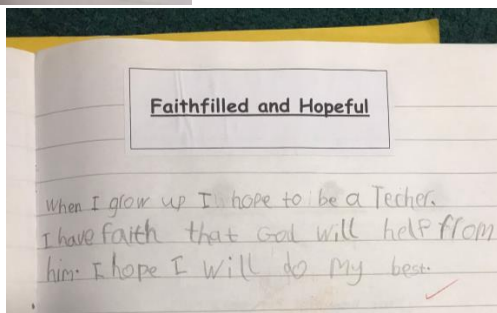 Faithfilled and Hopeful
When I grow up I hope to be a Techer.
I have faith that God will help from
him. I hope I will do my best.